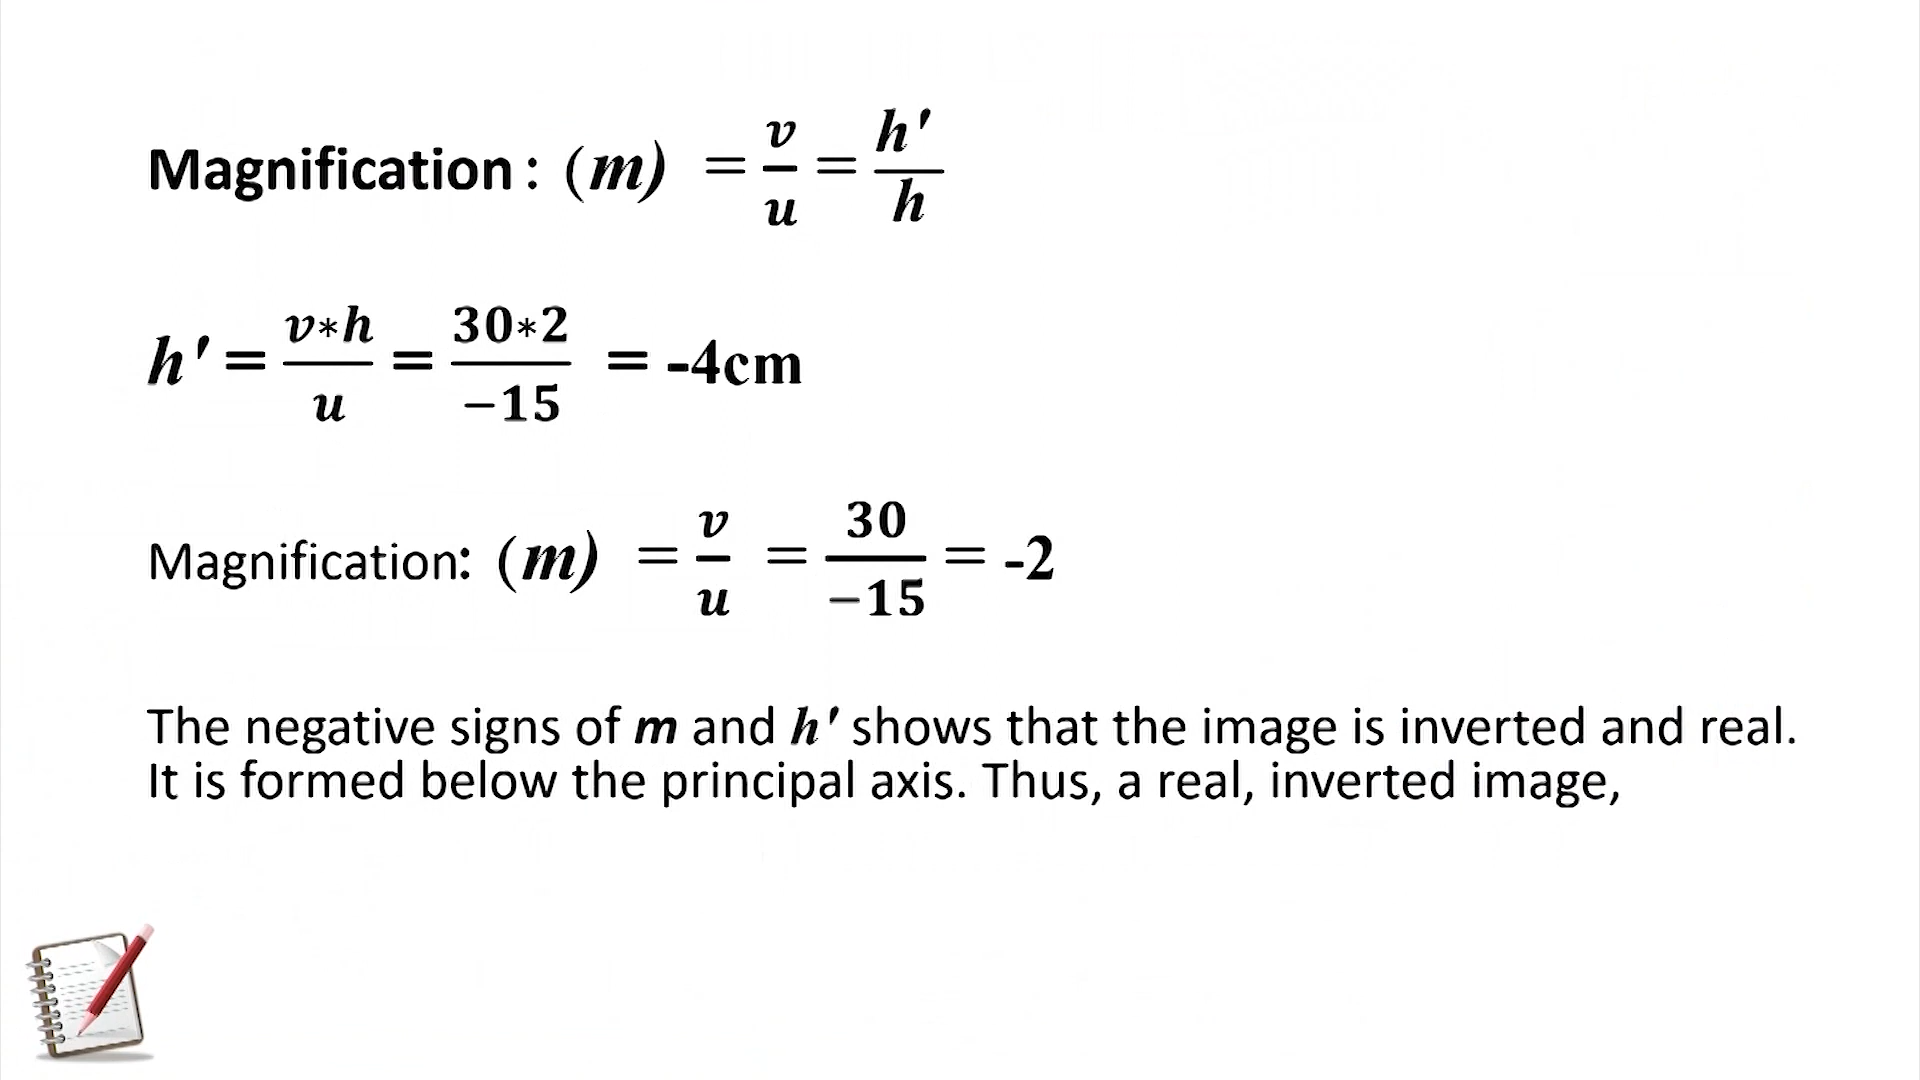 Magnification : (m) = v/u = h'/h
h' = v*h/u = 30*2/−15 = -4cm
Magnification: (m) = v/u = 30/−15 = -2
The negative signs of m and h' shows that the image is inverted and real.
It is formed below the principal axis. Thus, a real, inverted image,